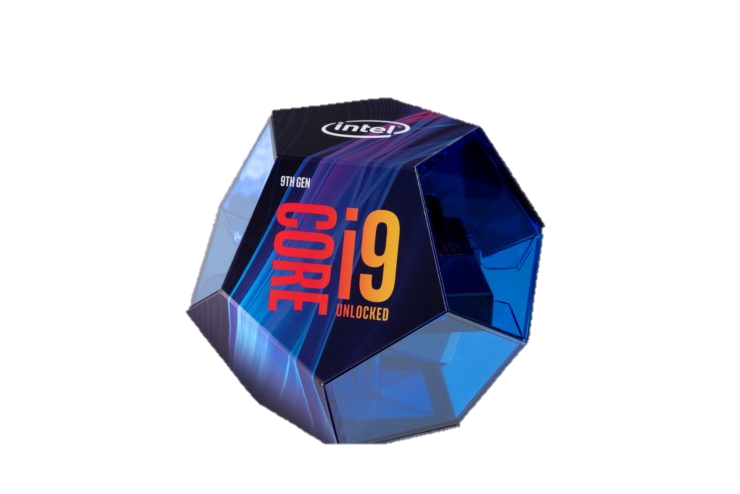 intel
9TH GEN
CORE
i9
UNLOCKED